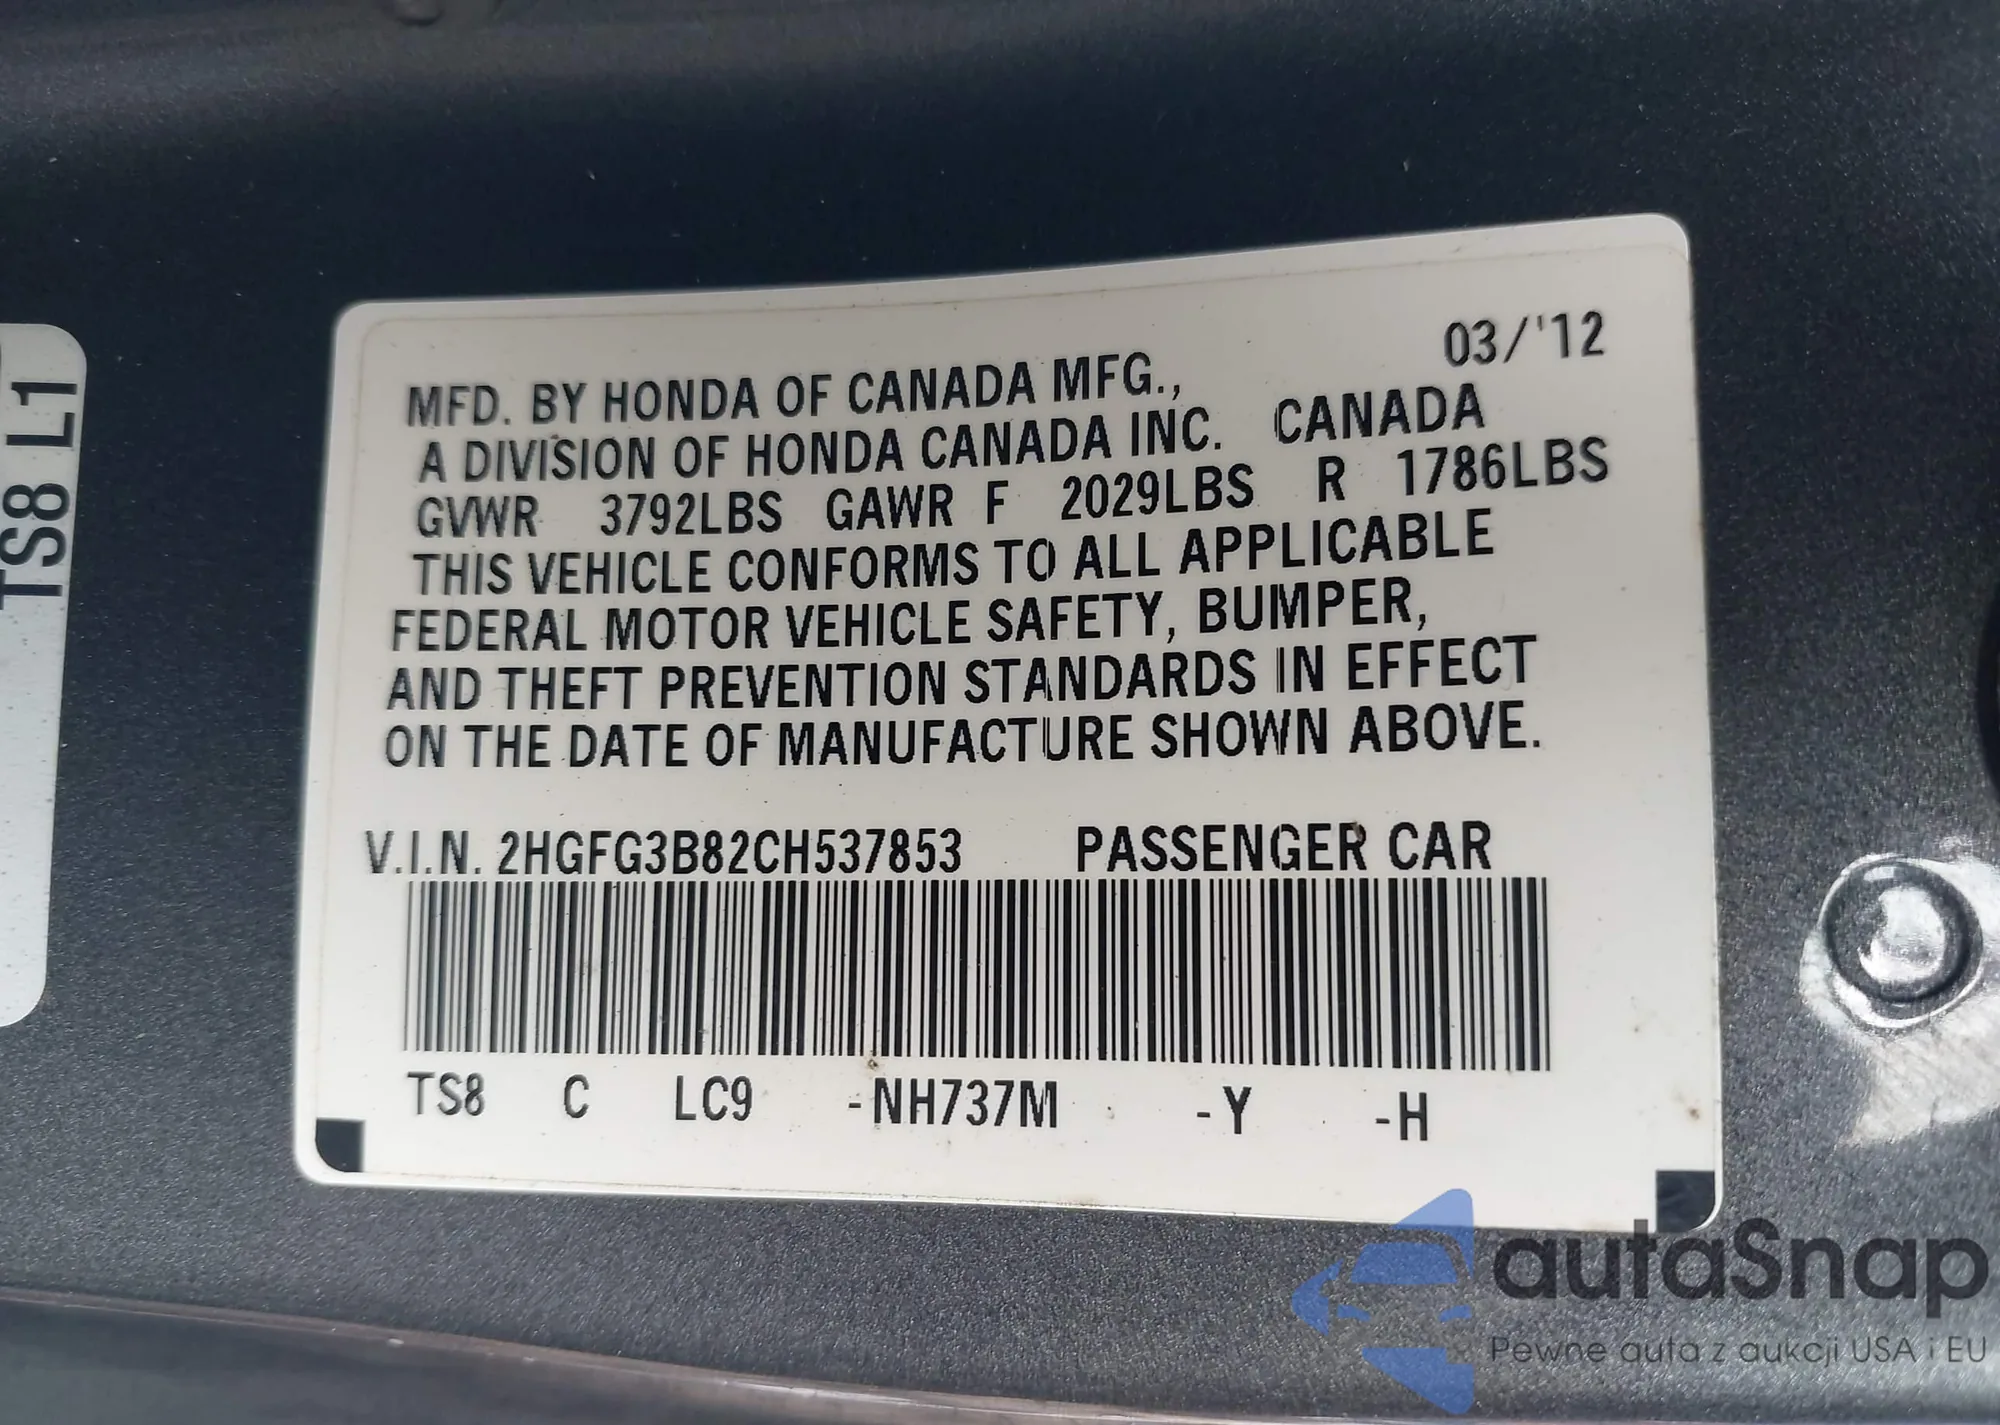 TS8 L1
03/'12
MFD. BY HONDA OF CANADA MFG.,
A DIVISION OF HONDA CANADA INC. CANADA
GVWR 3792LBS GAWR F 2029LBS R 1786LBS
THIS VEHICLE CONFORMS TO ALL APPLICABLE
FEDERAL MOTOR VEHICLE SAFETY, BUMPER,
AND THEFT PREVENTION STANDARDS IN EFFECT
ON THE DATE OF MANUFACTURE SHOWN ABOVE.
V.I.N. 2HGFG3B82CH537853 PASSENGER CAR
TS8 C LC9 -NH737M -Y -H
autaSnap
Pewne auta z aukcji USA i EU